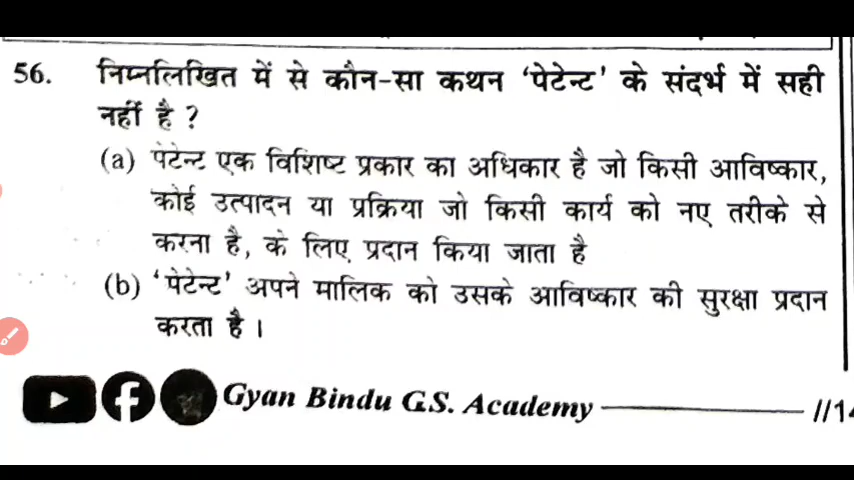 56. निम्नलिखित में से कौन-सा कथन 'पेटेन्ट' के संदर्भ में सही
नहीं है ?
(a) पेटेन्ट एक विशिष्ट प्रकार का अधिकार है जो किसी आविष्कार,
कोई उत्पादन या प्रक्रिया जो किसी कार्य को नए तरीके से
करना है, के लिए प्रदान किया जाता है
(b) 'पेटेन्ट' अपने मालिक को उसके आविष्कार की सुरक्षा प्रदान
करता है ।
Gyan Bindu G.S. Academy